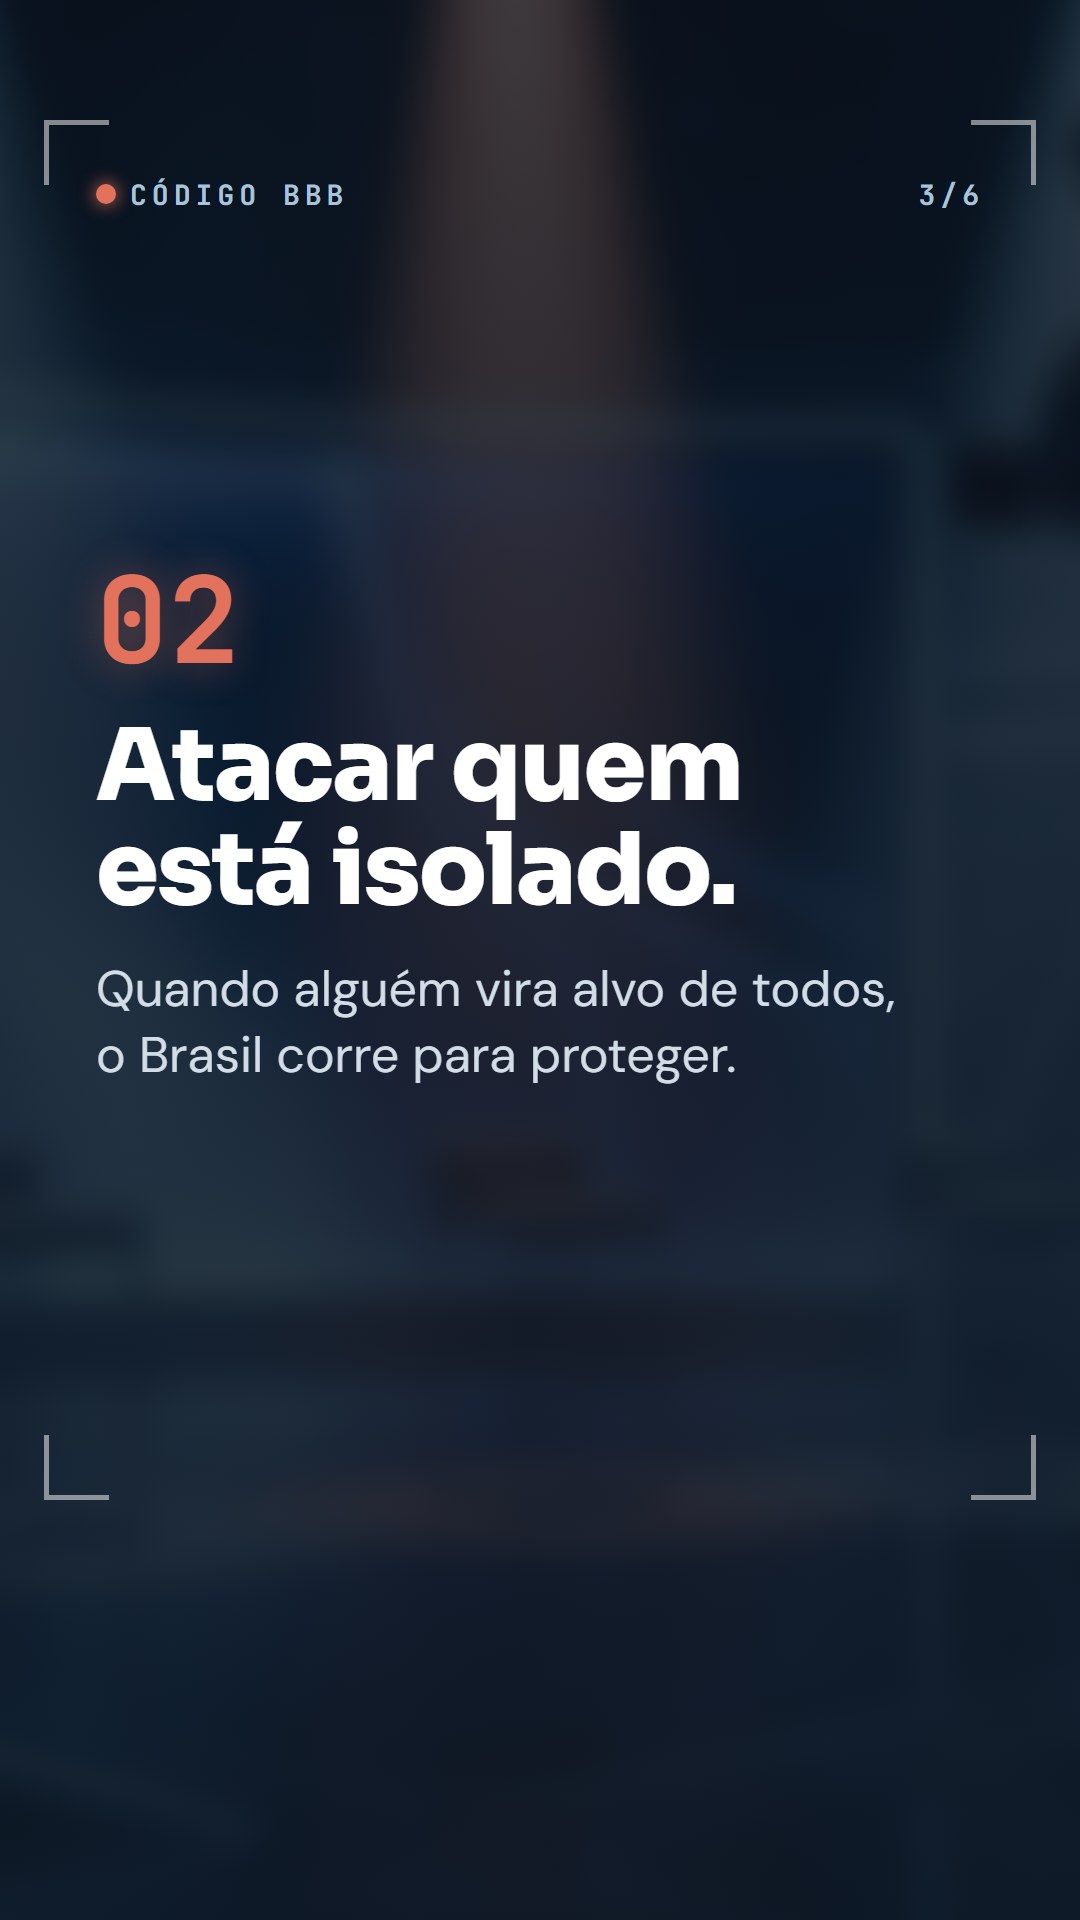 CÓDIGO BBB
3/6
02
Atacar quem
está isolado.
Quando alguém vira alvo de todos,
o Brasil corre para proteger.